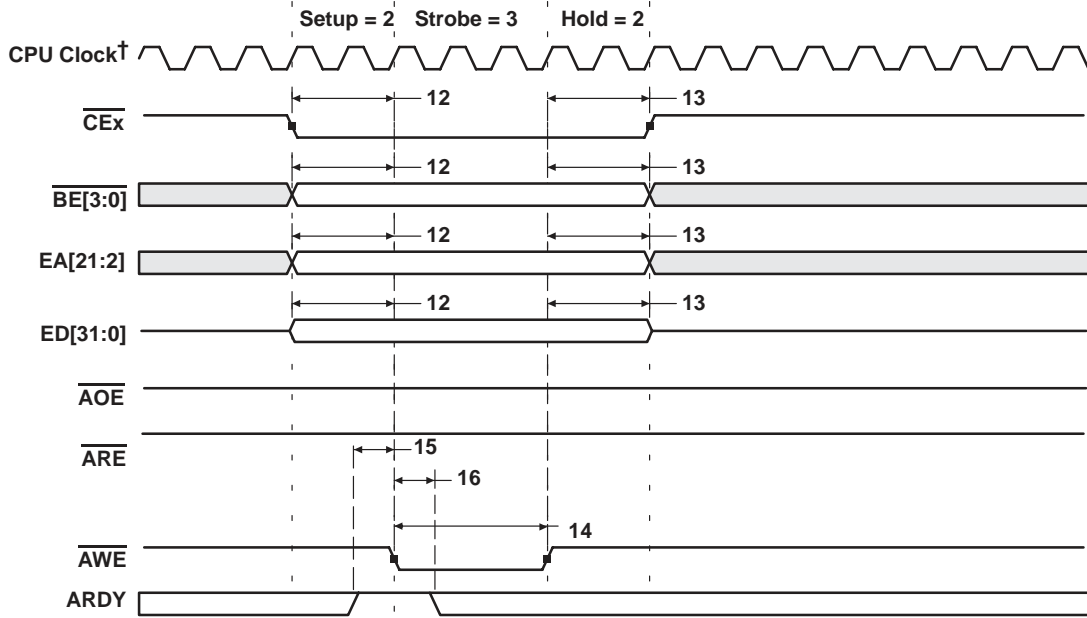 Setup = 2 Strobe = 3 Hold = 2
CPU Clock†
12 13
CEx
12 13
BE[3:0]
12 13
EA[21:2]
12 13
ED[31:0]
AOE
15
ARE
16
14
AWE
ARDY